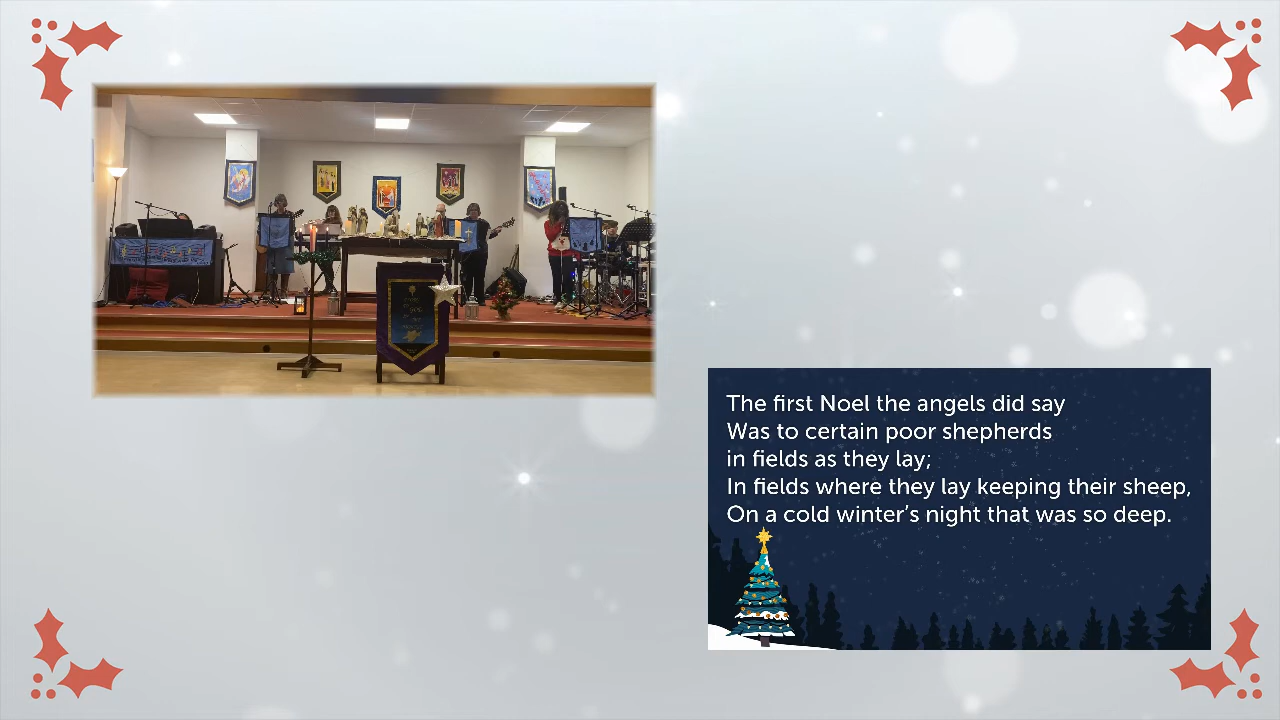 The first Noel the angels did say
Was to certain poor shepherds
in fields as they lay;
In fields where they lay keeping their sheep,
On a cold winter's night that was so deep.